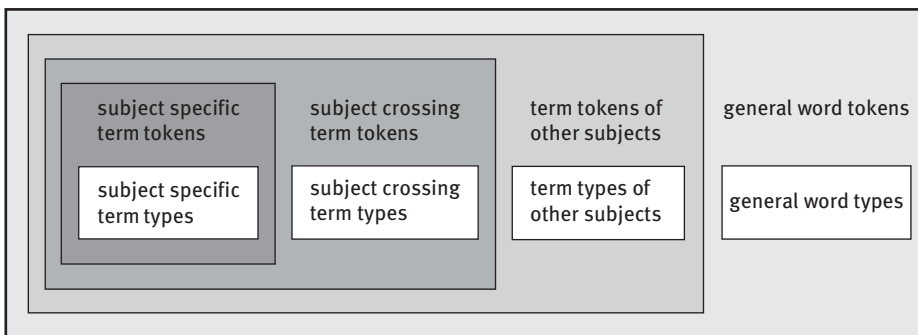 subject specific
term tokens
subject crossing
term tokens
term tokens of
other subjects
general word tokens
subject specific
term types
subject crossing
term types
term types of
other subjects
general word types